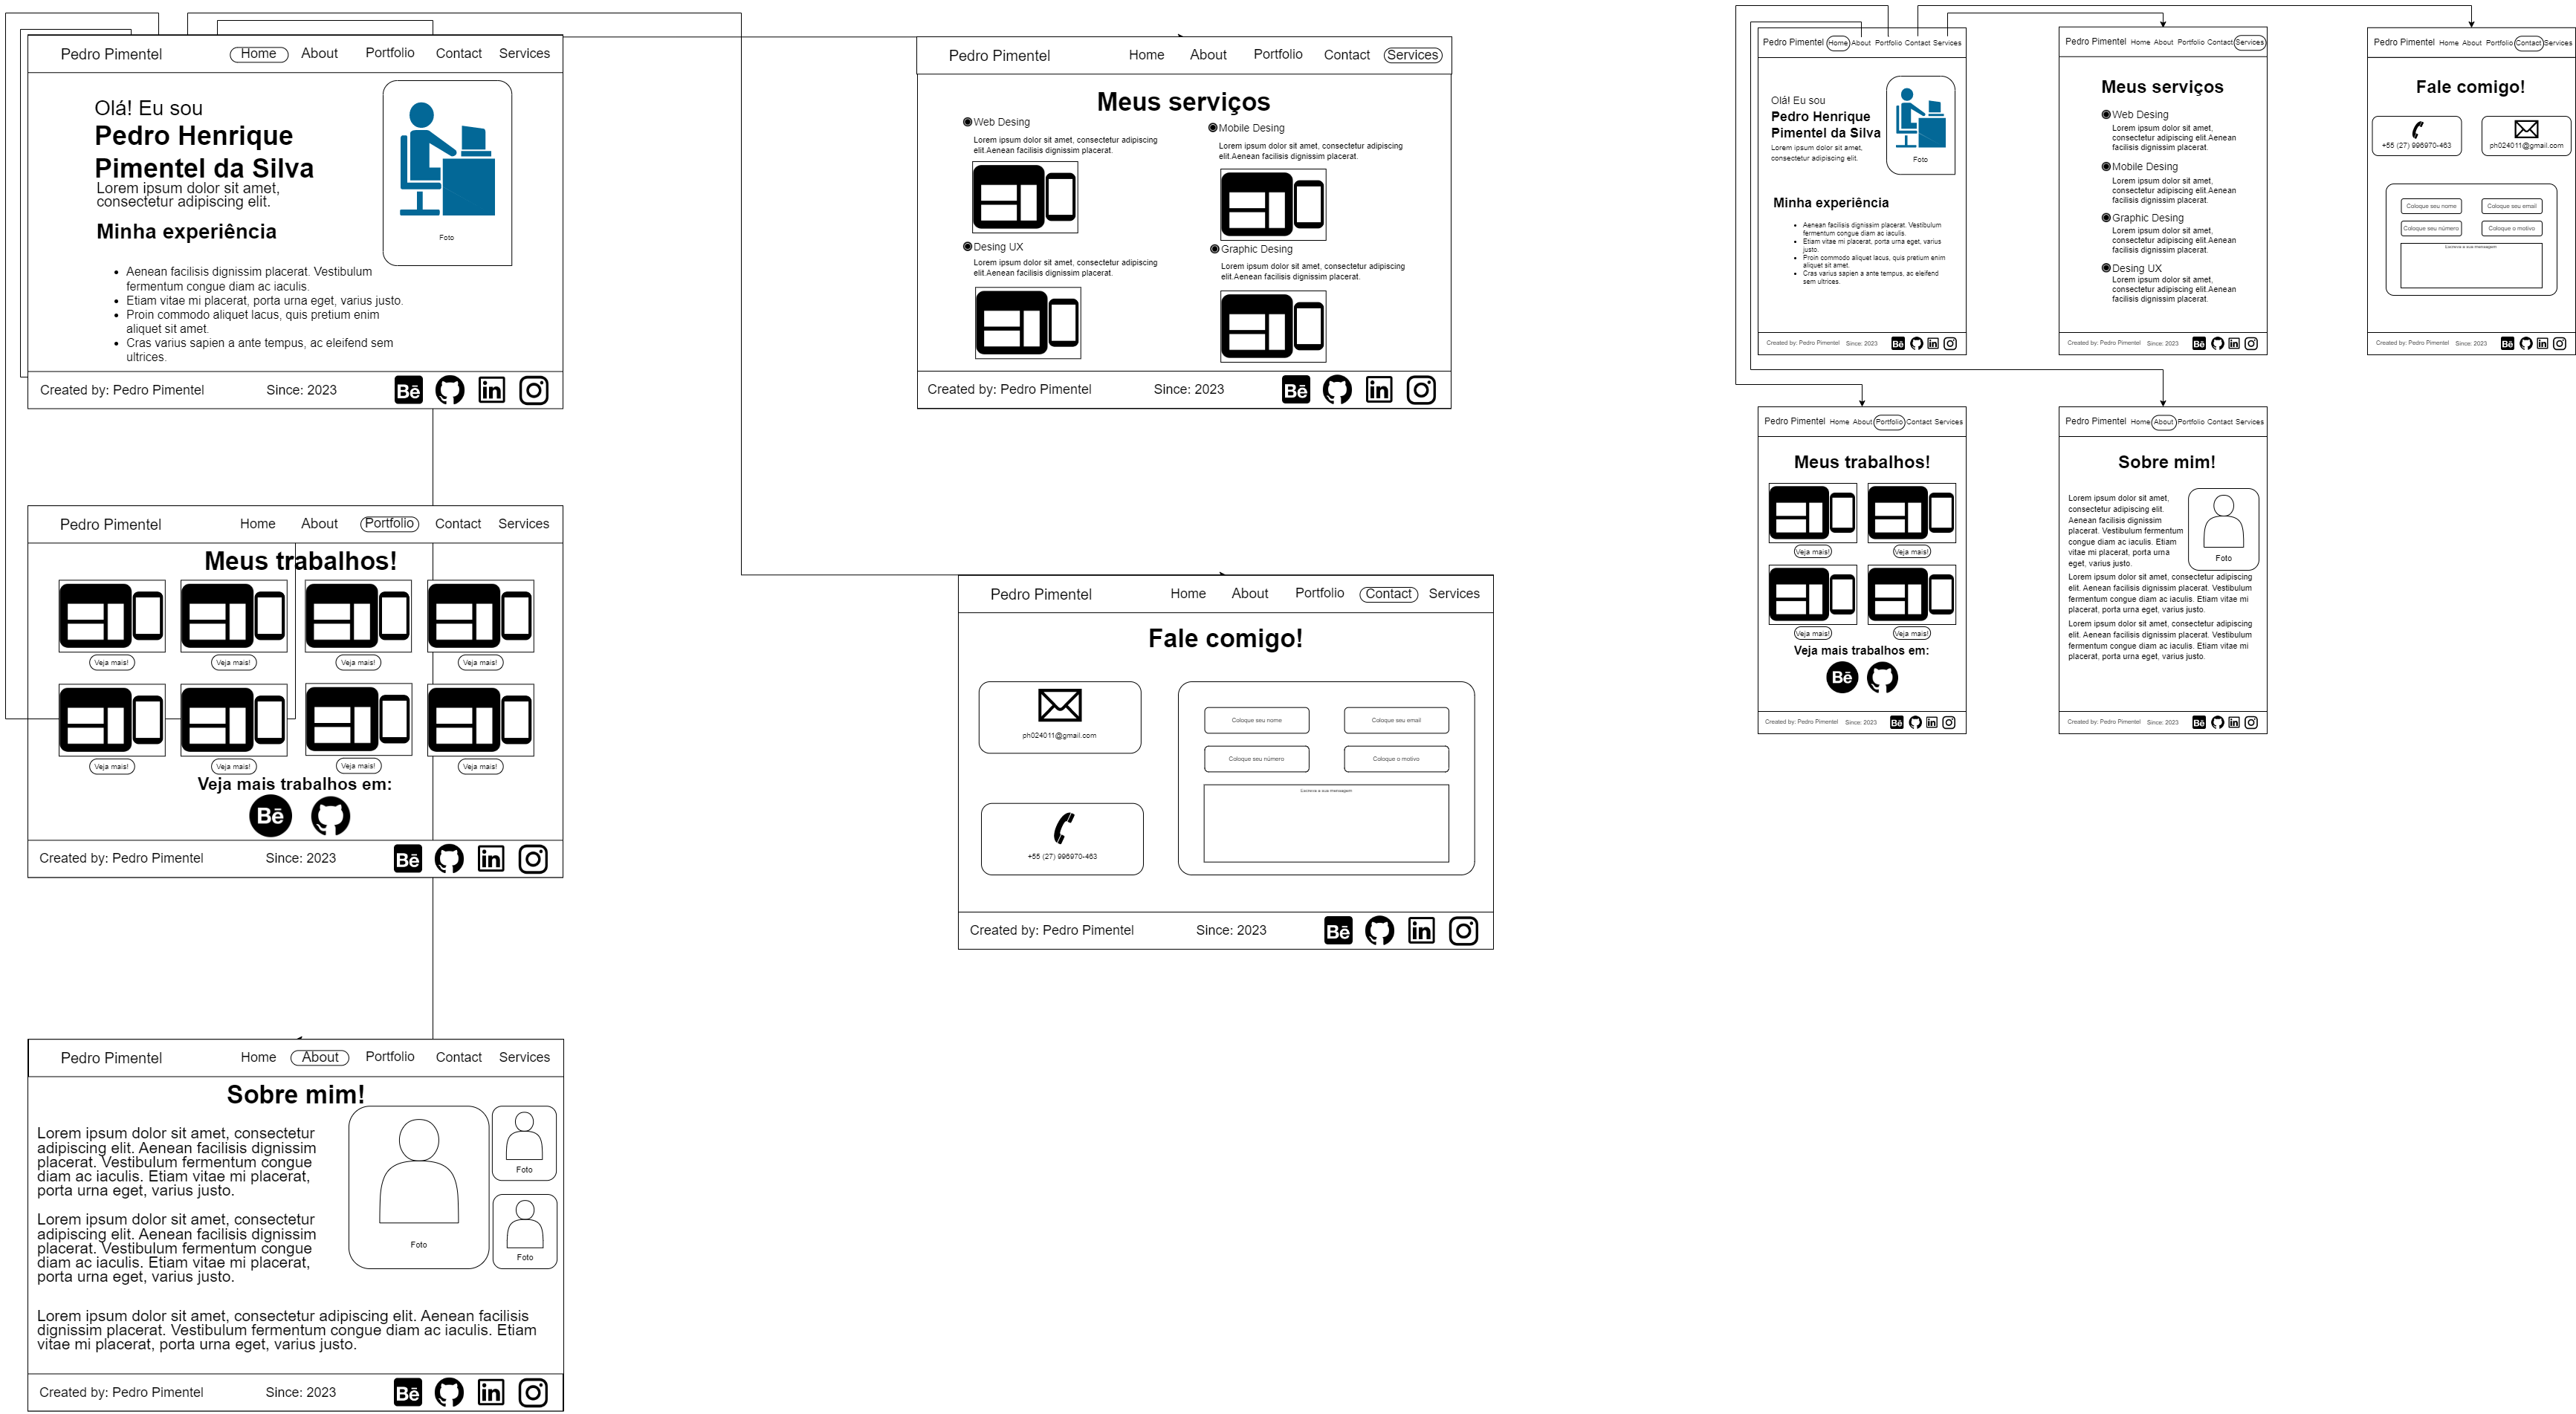 Pedro Pimentel Home About Portfolio Contact Services
Olá! Eu sou
Pedro Henrique
Pimentel da Silva
Lorem ipsum dolor sit amet,
consectetur adipiscing elit.
Foto
Minha experiência
Aenean facilisis dignissim placerat. Vestibulum
fermentum congue diam ac iaculis.
Etiam vitae mi placerat, porta urna eget, varius justo.
Proin commodo aliquet lacus, quis pretium enim
aliquet sit amet.
Cras varius sapien a ante tempus, ac eleifend sem
ultrices.
Created by: Pedro Pimentel Since: 2023 Bē in
Pedro Pimentel Home About Portfolio Contact Services
Meus trabalhos!
Veja mais! Veja mais! Veja mais! Veja mais!
Veja mais! Veja mais! Veja mais! Veja mais!
Veja mais trabalhos em:
Bē
Created by: Pedro Pimentel Since: 2023 Bē in
Pedro Pimentel Home About Portfolio Contact Services
Sobre mim!
Lorem ipsum dolor sit amet, consectetur
adipiscing elit. Aenean facilisis dignissim
placerat. Vestibulum fermentum congue
diam ac iaculis. Etiam vitae mi placerat,
porta urna eget, varius justo.
Lorem ipsum dolor sit amet, consectetur
adipiscing elit. Aenean facilisis dignissim
placerat. Vestibulum fermentum congue
diam ac iaculis. Etiam vitae mi placerat,
porta urna eget, varius justo.
Foto
Foto
Foto
Lorem ipsum dolor sit amet, consectetur adipiscing elit. Aenean facilisis
dignissim placerat. Vestibulum fermentum congue diam ac iaculis. Etiam
vitae mi placerat, porta urna eget, varius justo.
Created by: Pedro Pimentel Since: 2023 Bē in
Pedro Pimentel Home About Portfolio Contact Services
Meus serviços
Web Desing
Lorem ipsum dolor sit amet, consectetur adipiscing
elit.Aenean facilisis dignissim placerat.
Mobile Desing
Lorem ipsum dolor sit amet, consectetur adipiscing
elit.Aenean facilisis dignissim placerat.
Desing UX
Lorem ipsum dolor sit amet, consectetur adipiscing
elit.Aenean facilisis dignissim placerat.
Graphic Desing
Lorem ipsum dolor sit amet, consectetur adipiscing
elit.Aenean facilisis dignissim placerat.
Created by: Pedro Pimentel Since: 2023 Bē in
Pedro Pimentel Home About Portfolio Contact Services
Fale comigo!
ph024011@gmail.com
+55 (27) 996970-463
Coloque seu nome Coloque seu email
Coloque seu número Coloque o motivo
Escreva a sua mensagem
Created by: Pedro Pimentel Since: 2023 Bē in
Pedro Pimentel Home About Portfolio Contact Services
Olá! Eu sou
Pedro Henrique
Pimentel da Silva
Lorem ipsum dolor sit amet,
consectetur adipiscing elit.
Foto
Minha experiência
Aenean facilisis dignissim placerat. Vestibulum
fermentum congue diam ac iaculis.
Etiam vitae mi placerat, porta urna eget, varius
justo.
Proin commodo aliquet lacus, quis pretium enim
aliquet sit amet.
Cras varius sapien a ante tempus, ac eleifend
sem ultrices.
Created by: Pedro Pimentel Since: 2023 Bē in
Pedro Pimentel Home About Portfolio Contact Services
Meus serviços
Web Desing
Lorem ipsum dolor sit amet,
consectetur adipiscing elit.Aenean
facilisis dignissim placerat.
Mobile Desing
Lorem ipsum dolor sit amet,
consectetur adipiscing elit.Aenean
facilisis dignissim placerat.
Graphic Desing
Lorem ipsum dolor sit amet,
consectetur adipiscing elit.Aenean
facilisis dignissim placerat.
Desing UX
Lorem ipsum dolor sit amet,
consectetur adipiscing elit.Aenean
facilisis dignissim placerat.
Created by: Pedro Pimentel Since: 2023 Bē in
Pedro Pimentel Home About Portfolio Contact Services
Fale comigo!
+55 (27) 996970-463 ph024011@gmail.com
Coloque seu nome Coloque seu email
Coloque seu número Coloque o motivo
Escreva a sua mensagem
Created by: Pedro Pimentel Since: 2023 Bē in
Pedro Pimentel Home About Portfolio Contact Services
Meus trabalhos!
Veja mais! Veja mais!
Veja mais! Veja mais!
Veja mais trabalhos em:
Bē
Created by: Pedro Pimentel Since: 2023 Bē in
Pedro Pimentel Home About Portfolio Contact Services
Sobre mim!
Lorem ipsum dolor sit amet,
consectetur adipiscing elit.
Aenean facilisis dignissim
placerat. Vestibulum fermentum
congue diam ac iaculis. Etiam
vitae mi placerat, porta urna
eget, varius justo.
Foto
Lorem ipsum dolor sit amet, consectetur adipiscing
elit. Aenean facilisis dignissim placerat. Vestibulum
fermentum congue diam ac iaculis. Etiam vitae mi
placerat, porta urna eget, varius justo.
Lorem ipsum dolor sit amet, consectetur adipiscing
elit. Aenean facilisis dignissim placerat. Vestibulum
fermentum congue diam ac iaculis. Etiam vitae mi
placerat, porta urna eget, varius justo.
Created by: Pedro Pimentel Since: 2023 Bē in